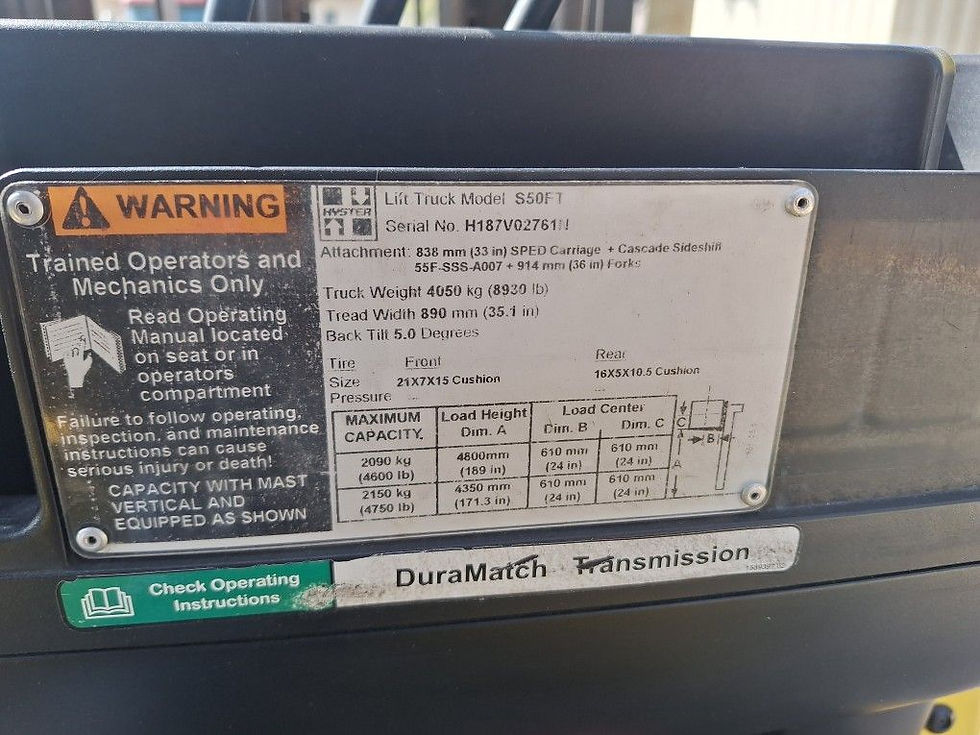 WARNING
Trained Operators and
Mechanics Only
Read Operating
Manual located
on seat or in
operators
compartment
Failure to follow operating,
inspection, and maintenance
instructions can cause
serious injury or death!
CAPACITY WITH MAST
VERTICAL AND
EQUIPPED AS SHOWN
HYSTER
Lift Truck Model S50FT
Serial No. H187V02761N
Attachment: 838 mm (33 in) SPED Carriage + Cascade Sideshift
55F-SSS-A007 + 914 mm (36 in) Forks
Truck Weight 4050 kg (8930 lb)
Tread Width 890 mm (35.1 in)
Back Tilt 5.0 Degrees
Tire Front Rear
Size 21X7X15 Cushion 16X5X10.5 Cushion
Pressure
MAXIMUM CAPACITY. Load Height Dim. A Load Center Dim. B Dim. C
2090 kg (4600 lb) 4800mm (189 in) 610 mm (24 in) 610 mm (24 in)
2150 kg (4750 lb) 4350 mm (171.3 in) 610 mm (24 in) 610 mm (24 in)
C
B
A
Check Operating
Instructions
DuraMatch Transmission